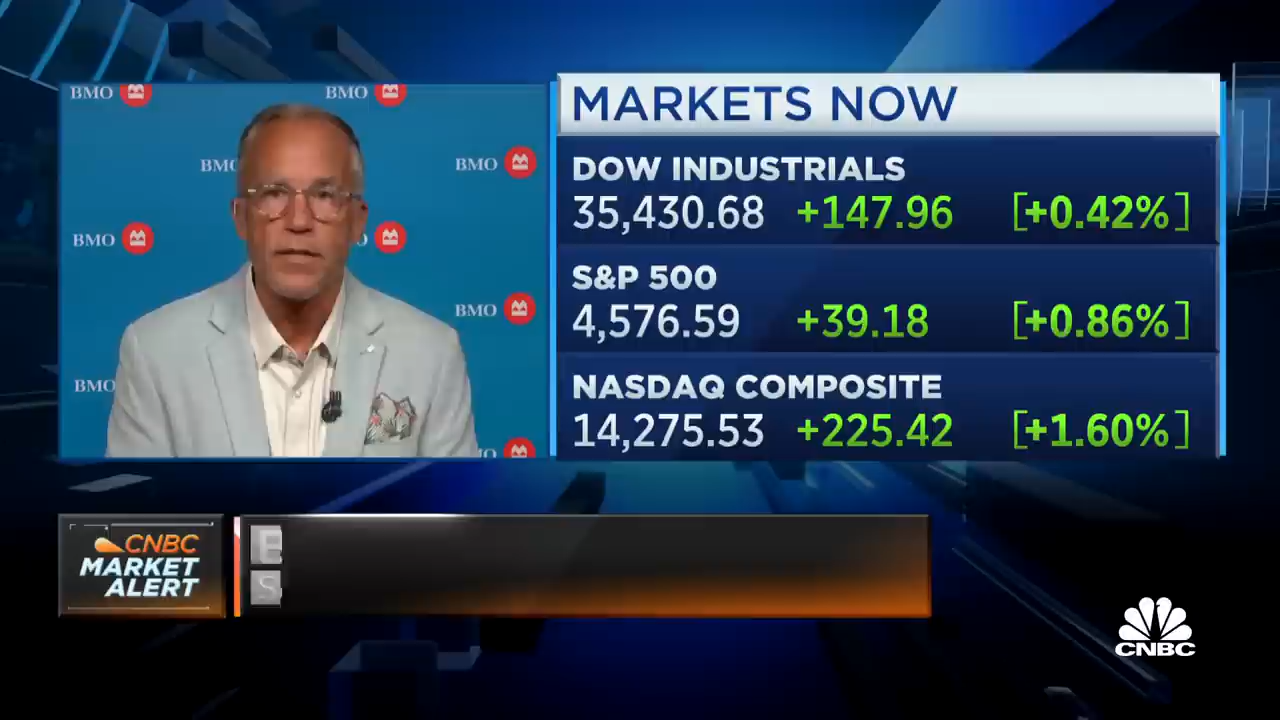 BMO
BMO
BMO
BMO
BMO
BMO
BMO
MARKETS NOW
DOW INDUSTRIALS
35,430.68 +147.96 [+0.42%]
S&P 500
4,576.59 +39.18 [+0.86%]
NASDAQ COMPOSITE
14,275.53 +225.42 [+1.60%]
CNBC
MARKET
ALERT
CNBC